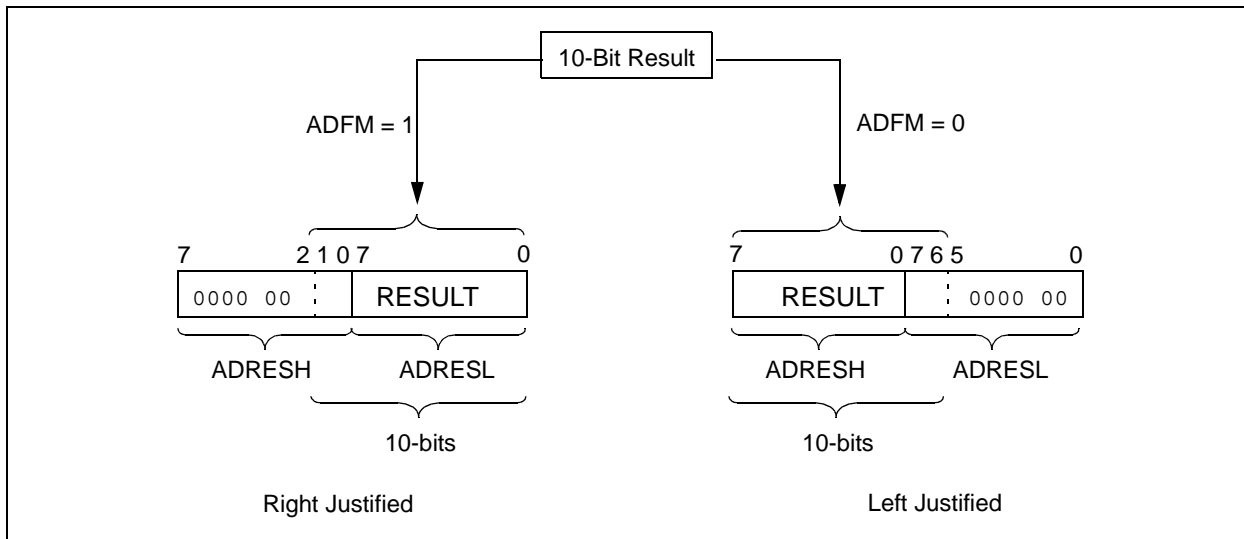 10-Bit Result
ADFM = 1
ADFM = 0
7 2 1 0 7 0
7 0 7 6 5 0
0000 00 RESULT
RESULT 0000 00
ADRESH ADRESL
ADRESH ADRESL
10-bits
10-bits
Right Justified
Left Justified